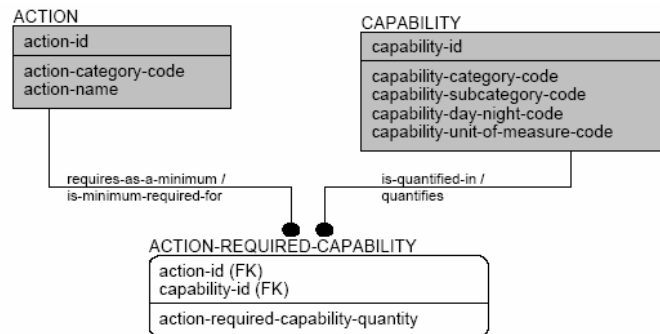 ACTION
action-id
action-category-code
action-name
CAPABILITY
capability-id
capability-category-code
capability-subcategory-code
capability-day-night-code
capability-unit-of-measure-code
requires-as-a-minimum /
is-minimum-required-for
is-quantified-in /
quantifies
ACTION-REQUIRED-CAPABILITY
action-id (FK)
capability-id (FK)
action-required-capability-quantity